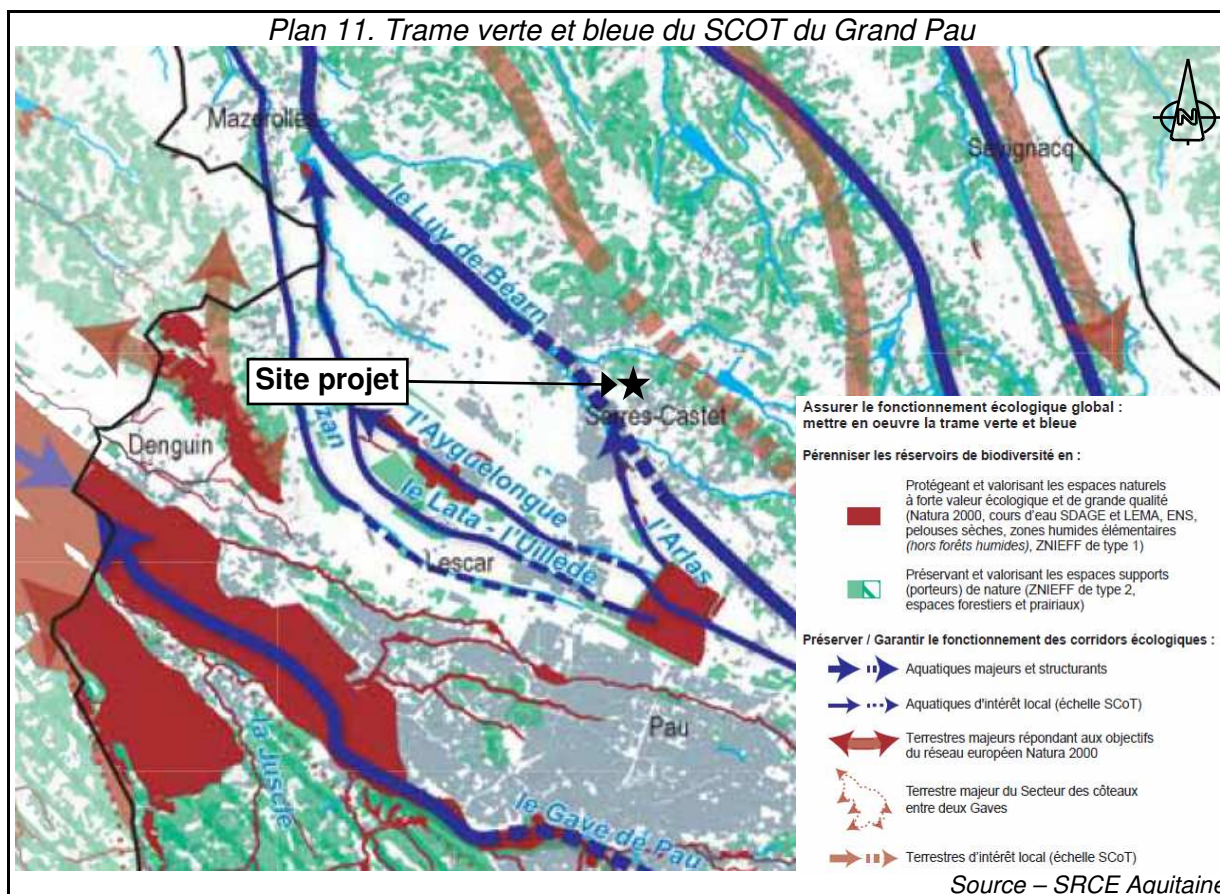 Plan 11. Trame verte et bleue du SCOT du Grand Pau
N
Mazerolles
Sévignacq
le Luy de Béarn
Site projet
Serres-Castet
Denguin
l'Ayguelongue
le Lata - l'Uillède
Lescar
l'Arlas
Pau
le Gave de Pau
Assurer le fonctionnement écologique global :
mettre en oeuvre la trame verte et bleue
Pérenniser les réservoirs de biodiversité en :
Protégeant et valorisant les espaces naturels
à forte valeur écologique et de grande qualité
(Natura 2000, cours d'eau SDAGE et LEMA, ENS,
pelouses sèches, zones humides élémentaires
(hors forêts humides), ZNIEFF de type 1)
Préservant et valorisant les espaces supports
(porteurs) de nature (ZNIEFF de type 2,
espaces forestiers et prairiaux)
Préserver / Garantir le fonctionnement des corridors écologiques :
Aquatiques majeurs et structurants
Aquatiques d'intérêt local (échelle SCoT)
Terrestres majeurs répondant aux objectifs
du réseau européen Natura 2000
Terrestre majeur du Secteur des côteaux
entre deux Gaves
Terrestres d'intérêt local (échelle SCoT)
Source – SRCE Aquitaine